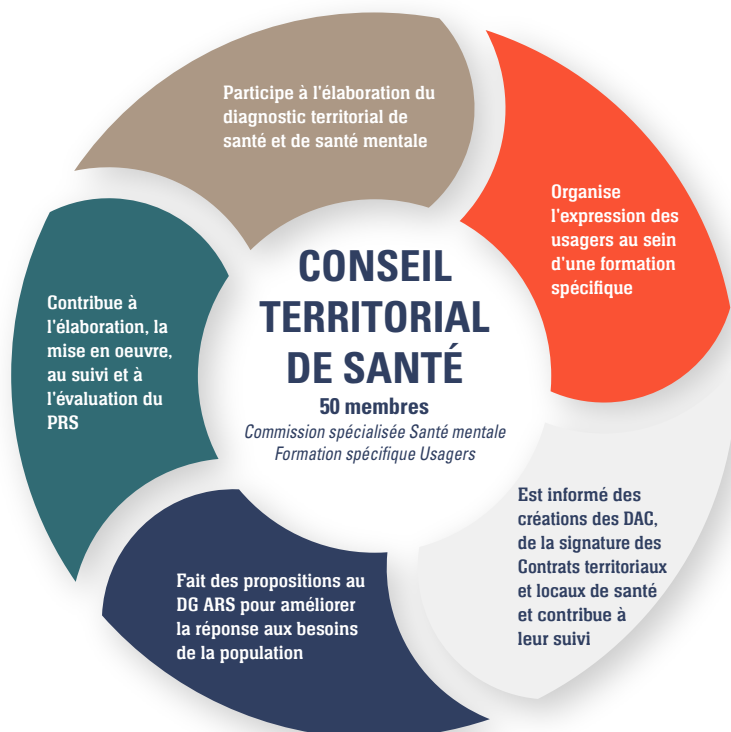 Participe à l'élaboration du
diagnostic territorial de
santé et de santé mentale
Organise
l'expression des
usagers au sein
d'une formation
spécifique
Est informé des
créations des DAC,
de la signature des
Contrats territoriaux
et locaux de santé
et contribue à
leur suivi
Fait des propositions au
DG ARS pour améliorer
la réponse aux besoins
de la population
Contribue à
l'élaboration, la
mise en oeuvre,
au suivi et à
l'évaluation du
PRS
CONSEIL
TERRITORIAL
DE SANTÉ
50 membres
Commission spécialisée Santé mentale
Formation spécifique Usagers